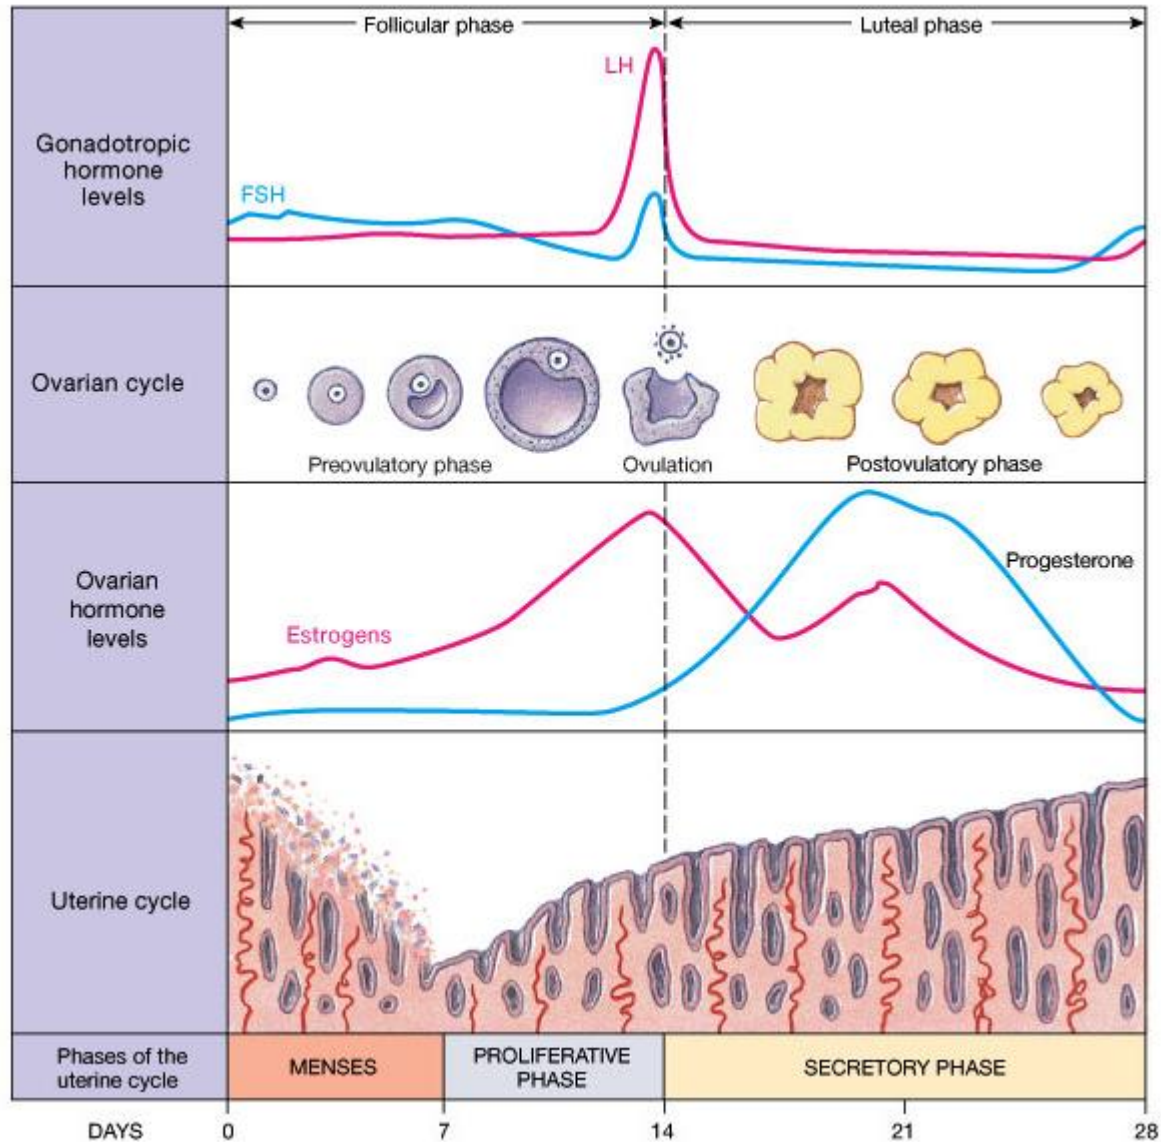 Follicular phase
Luteal phase
Gonadotropic
hormone
levels
LH
FSH
Ovarian cycle
Preovulatory phase
Ovulation
Postovulatory phase
Ovarian
hormone
levels
Estrogens
Progesterone
Uterine cycle
Phases of the
uterine cycle
MENSES
PROLIFERATIVE
PHASE
SECRETORY PHASE
DAYS
0
7
14
21
28